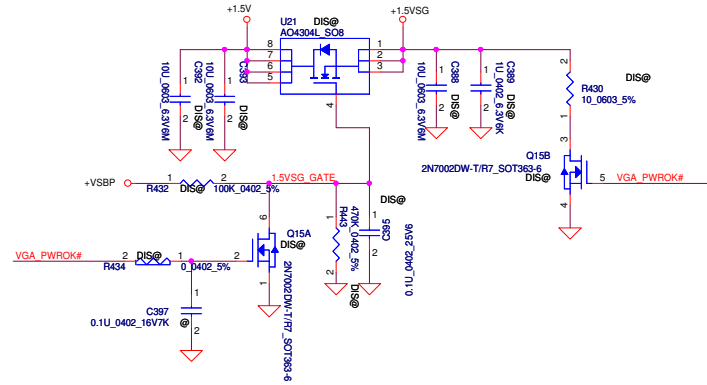 +1.5V
+1.5VSG
U21
DIS@
AO4304L_SO8
8
7
6
5
1
2
3
4
10U_0603_6.3V6M
C392
1
2
DIS@
10U_0603_6.3V6M
C393
1
2
DIS@
10U_0603_6.3V6M
C388
1
2
DIS@
1U_0402_6.3V6K
C389
1
2
DIS@
2
DIS@
R430
10_0603_5%
1
3
Q15B
2N7002DW-T/R7_SOT363-6
DIS@
5
VGA_PWROK#
4
+VSBP
1
2
1.5VSG_GATE
R432
DIS@
100K_0402_5%
6
Q15A
DIS@
2
1
2N7002DW-T/R7_SOT363-6
1
R443
470K_0402_5%
2
DIS@
DIS@
1
C395
2
0.1U_0402_25V6
VGA_PWROK#
DIS@
2
1
R434
0_0402_5%
1
C397
0.1U_0402_16V7K
@
2